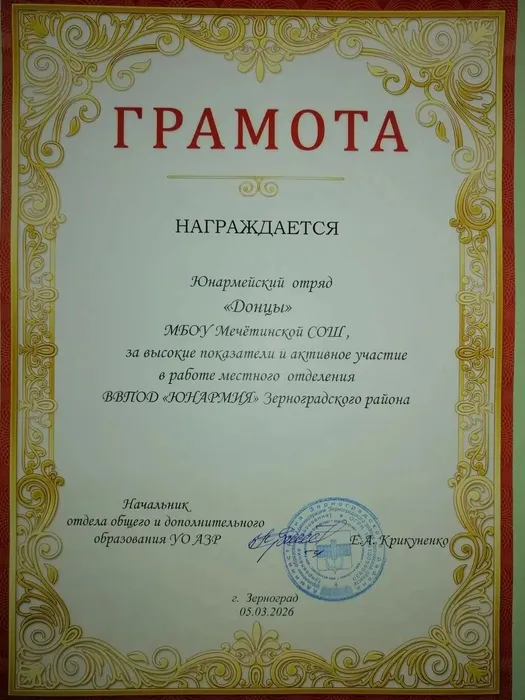 ГРАМОТА
НАГРАЖДАЕТСЯ
Юнармейский отряд
«Донцы»
МБОУ Мечётинской СОШ ,
за высокие показатели и активное участие
в работе местного отделения
ВВПОД «ЮНАРМИЯ» Зерноградского района
Начальник
отдела общего и дополнительного
образования УО АЗР
Е.А. Крикуненко
г. Зерноград
05.03.2026